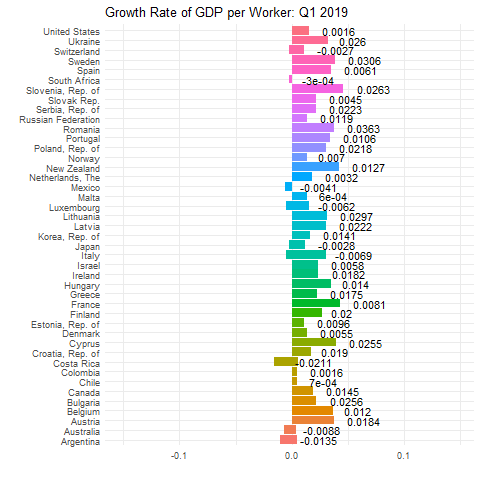 Growth Rate of GDP per Worker: Q1 2019
United States 0.0016
Ukraine 0.026
Switzerland -0.0027
Sweden 0.0306
Spain 0.0061
South Africa -3e-04
Slovenia, Rep. of 0.0263
Slovak Rep. 0.0045
Serbia, Rep. of 0.0223
Russian Federation 0.0119
Romania 0.0363
Portugal 0.0106
Poland, Rep. of 0.0218
Norway 0.007
New Zealand 0.0127
Netherlands, The 0.0032
Mexico -0.0041
Malta 6e-04
Luxembourg -0.0062
Lithuania 0.0297
Latvia 0.0222
Korea, Rep. of 0.0141
Japan -0.0028
Italy -0.0069
Israel 0.0058
Ireland 0.0182
Hungary 0.014
Greece 0.0175
France 0.0081
Finland 0.02
Estonia, Rep. of 0.0096
Denmark 0.0055
Cyprus 0.0255
Croatia, Rep. of 0.019
Costa Rica -0.0211
Colombia 0.0016
Chile 7e-04
Canada 0.0145
Bulgaria 0.0256
Belgium 0.012
Austria 0.0184
Australia -0.0088
Argentina -0.0135
-0.1 0.0 0.1